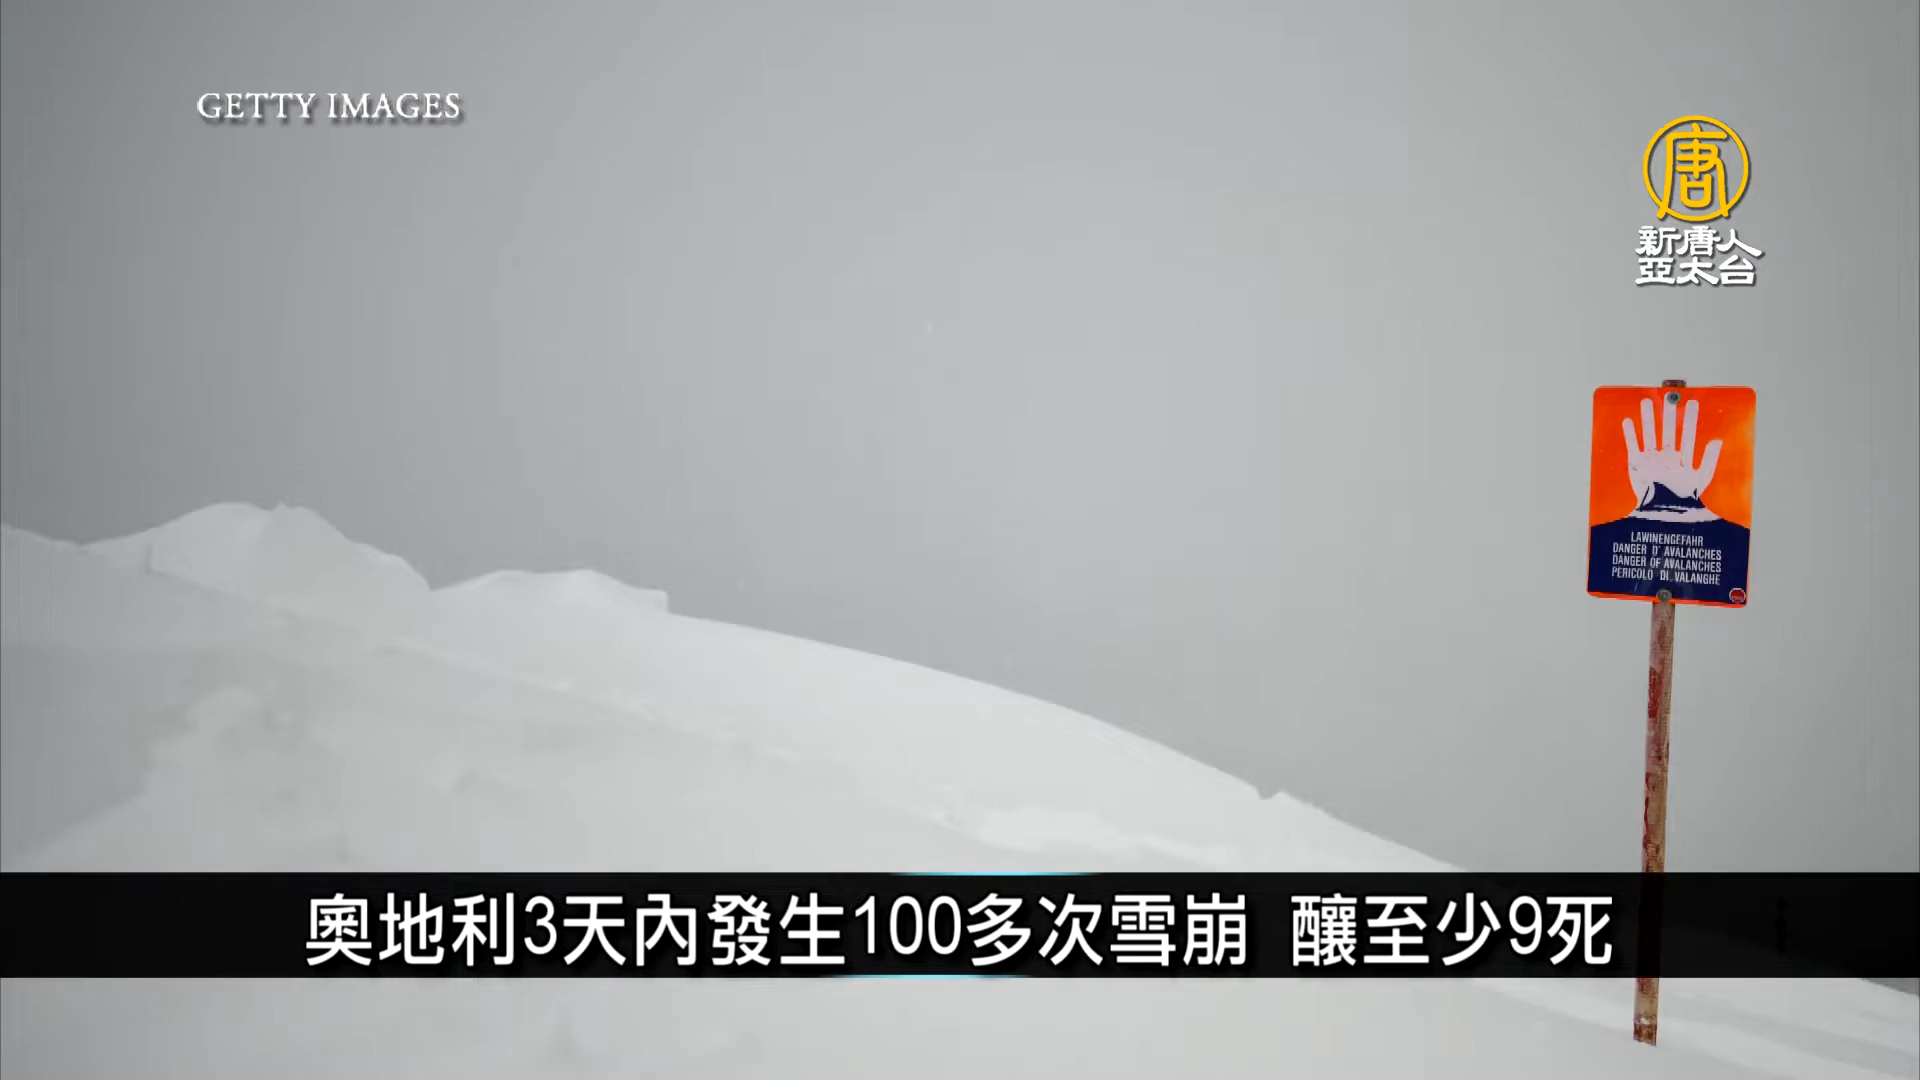 GETTY IMAGES
唐
新唐人
亞太台
LAWINENGEFAHR
DANGER D'AVALANCHES
DANGER OF AVALANCHES
PERICOLO DI VALANGHE
奧地利3天內發生100多次雪崩 釀至少9死